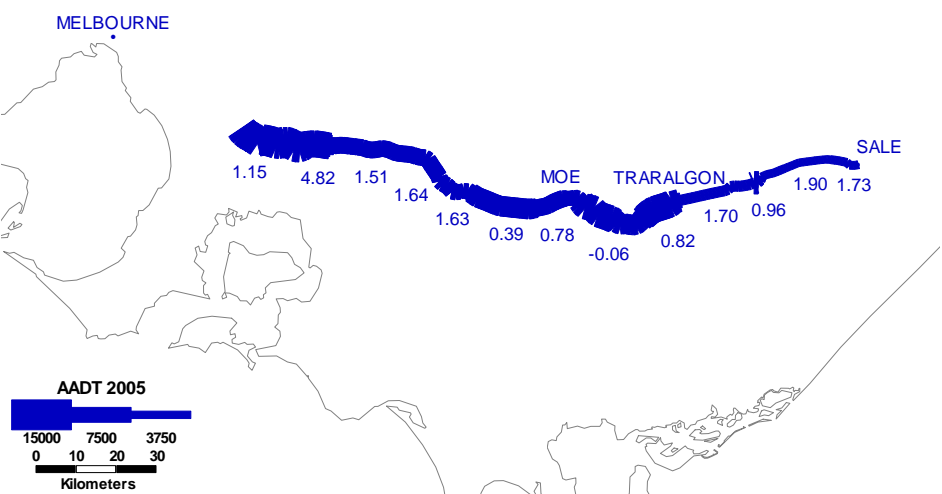 MELBOURNE
SALE
MOE TRARALGON
1.15 4.82 1.51 1.64 1.63 0.39 0.78 -0.06 0.82 1.70 0.96 1.90 1.73
AADT 2005
15000 7500 3750
0 10 20 30
Kilometers